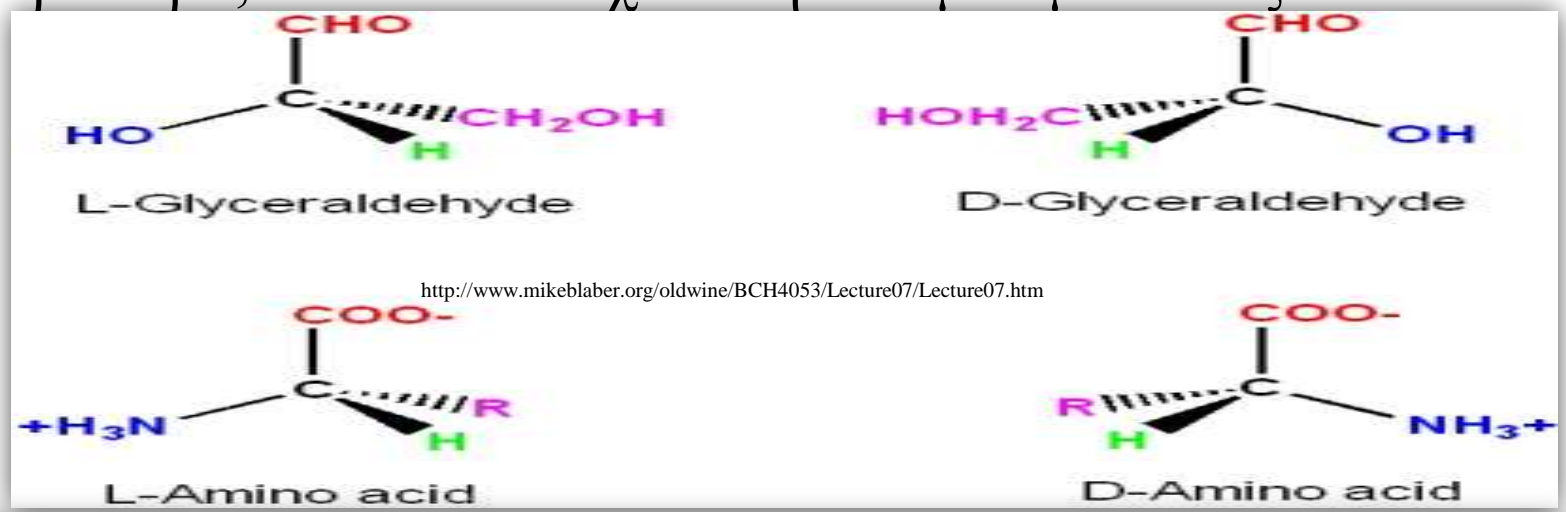 CHO CHO
HO C CH₂OH HOH₂C C OH
H H
L-Glyceraldehyde D-Glyceraldehyde
http://www.mikeblaber.org/oldwine/BCH4053/Lecture07/Lecture07.htm
COO- COO-
+H₃N C R R C NH₃+
H H
L-Amino acid D-Amino acid